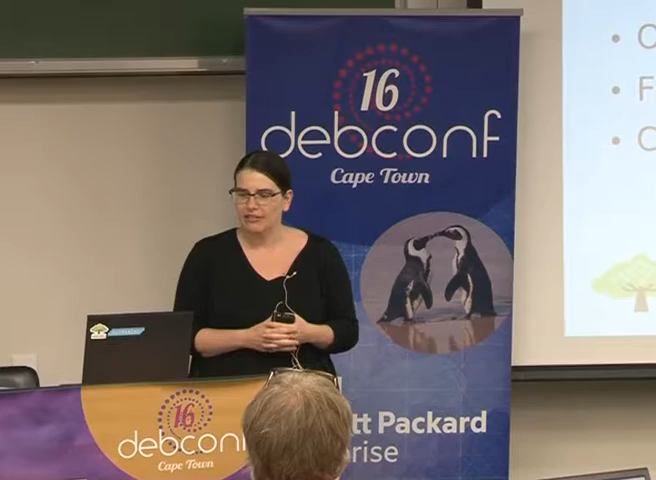 16
debconf
Cape Town
tt Packard
rise
16
debconf
Cape Town
O
F